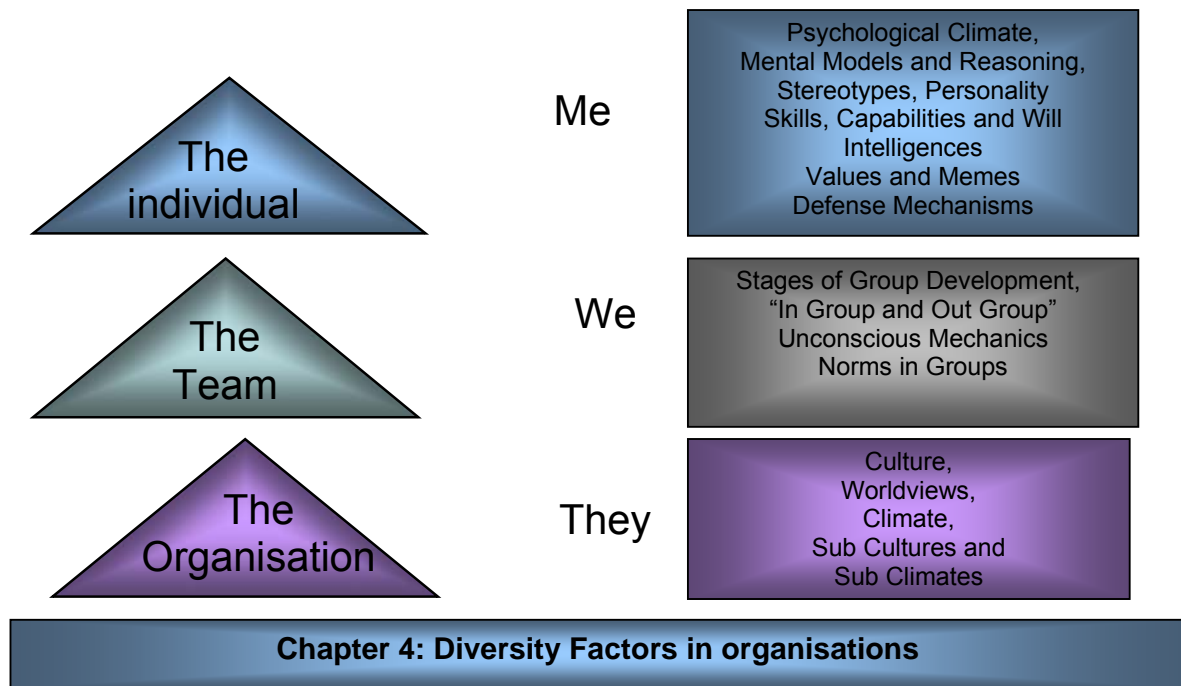 The
individual
Me
Psychological Climate,
Mental Models and Reasoning,
Stereotypes, Personality
Skills, Capabilities and Will
Intelligences
Values and Memes
Defense Mechanisms
The
Team
We
Stages of Group Development,
“In Group and Out Group”
Unconscious Mechanics
Norms in Groups
The
Organisation
They
Culture,
Worldviews,
Climate,
Sub Cultures and
Sub Climates
Chapter 4: Diversity Factors in organisations